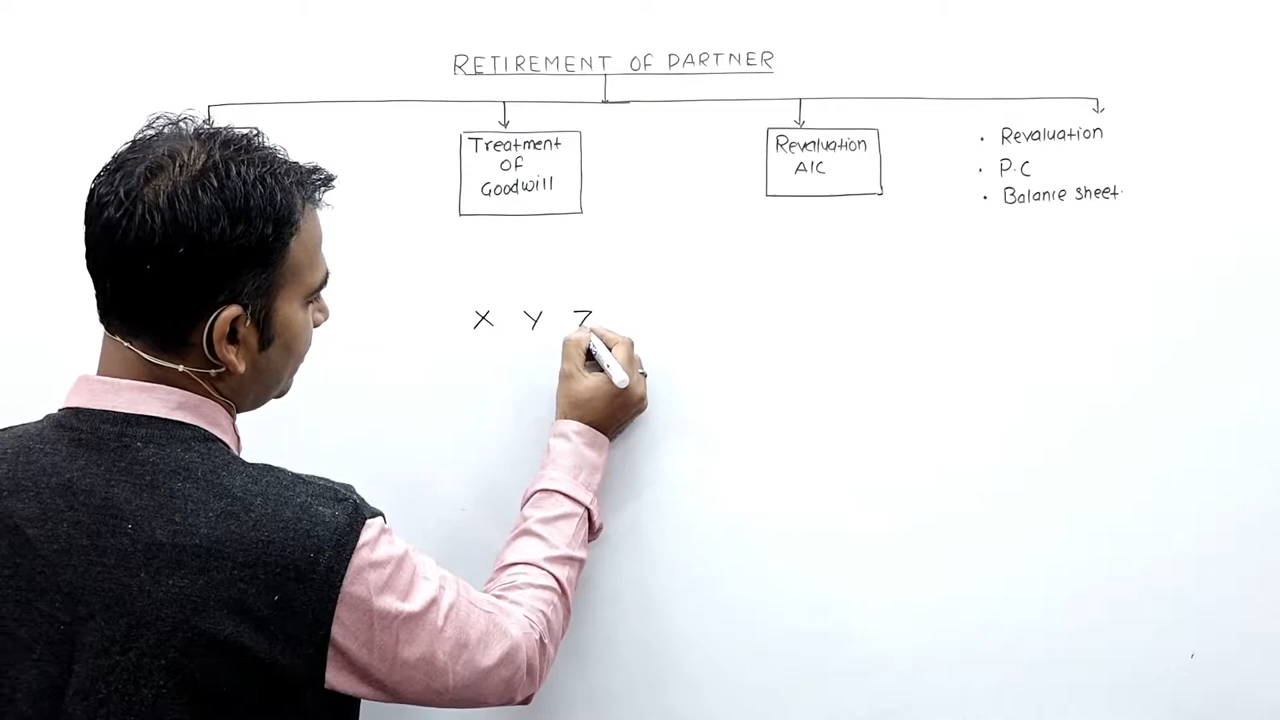 RETIREMENT OF PARTNER
Treatment
OF
Goodwill
Revaluation
A/C
• Revaluation
• P.C
• Balance sheet.
X Y Z